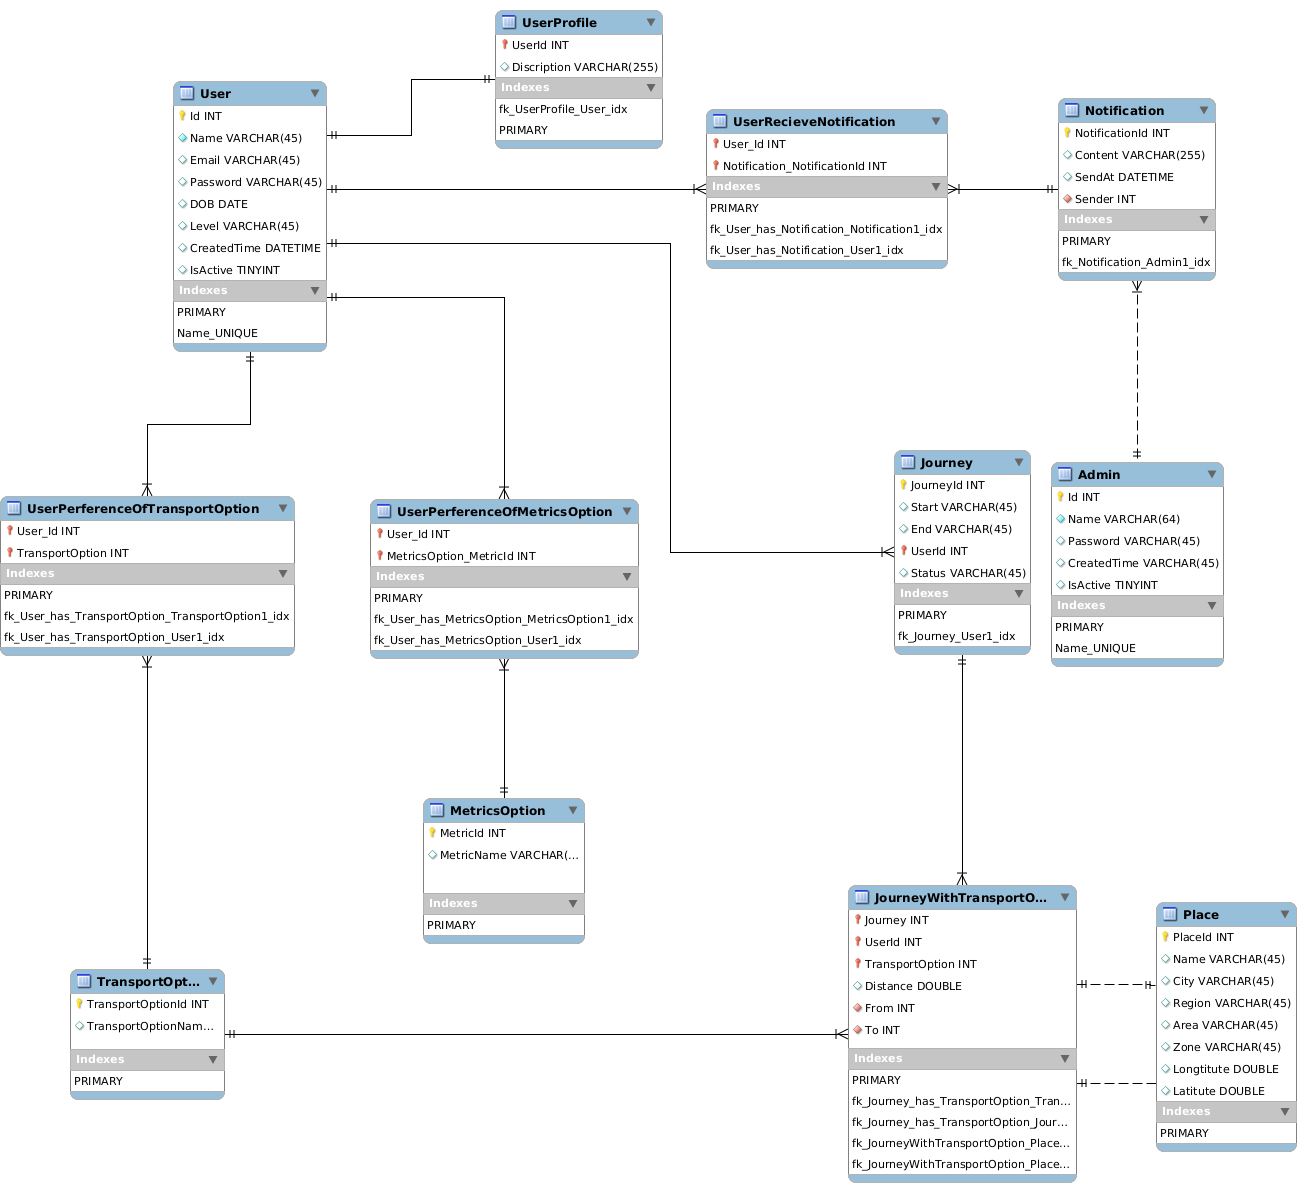 UserProfile
UserId INT
Discription VARCHAR(255)
Indexes
fk_UserProfile_User_idx
PRIMARY
User
Id INT
Name VARCHAR(45)
Email VARCHAR(45)
Password VARCHAR(45)
DOB DATE
Level VARCHAR(45)
CreatedTime DATETIME
IsActive TINYINT
Indexes
PRIMARY
Name_UNIQUE
UserRecieveNotification
User_Id INT
Notification_NotificationId INT
Indexes
PRIMARY
fk_User_has_Notification_Notification1_idx
fk_User_has_Notification_User1_idx
Notification
NotificationId INT
Content VARCHAR(255)
SendAt DATETIME
Sender INT
Indexes
PRIMARY
fk_Notification_Admin1_idx
UserPerferenceOfTransportOption
User_Id INT
TransportOption INT
Indexes
PRIMARY
fk_User_has_TransportOption_TransportOption1_idx
fk_User_has_TransportOption_User1_idx
UserPerferenceOfMetricsOption
User_Id INT
MetricsOption_MetricId INT
Indexes
PRIMARY
fk_User_has_MetricsOption_MetricsOption1_idx
fk_User_has_MetricsOption_User1_idx
Journey
JourneyId INT
Start VARCHAR(45)
End VARCHAR(45)
UserId INT
Status VARCHAR(45)
Indexes
PRIMARY
fk_Journey_User1_idx
Admin
Id INT
Name VARCHAR(64)
Password VARCHAR(45)
CreatedTime VARCHAR(45)
IsActive TINYINT
Indexes
PRIMARY
Name_UNIQUE
MetricsOption
MetricId INT
MetricName VARCHAR(...
Indexes
PRIMARY
TransportOpt...
TransportOptionId INT
TransportOptionNam...
Indexes
PRIMARY
JourneyWithTransportO...
Journey INT
UserId INT
TransportOption INT
Distance DOUBLE
From INT
To INT
Indexes
PRIMARY
fk_Journey_has_TransportOption_Tran...
fk_Journey_has_TransportOption_Jour...
fk_JourneyWithTransportOption_Place...
fk_JourneyWithTransportOption_Place...
Place
PlaceId INT
Name VARCHAR(45)
City VARCHAR(45)
Region VARCHAR(45)
Area VARCHAR(45)
Zone VARCHAR(45)
Longtitute DOUBLE
Latitute DOUBLE
Indexes
PRIMARY